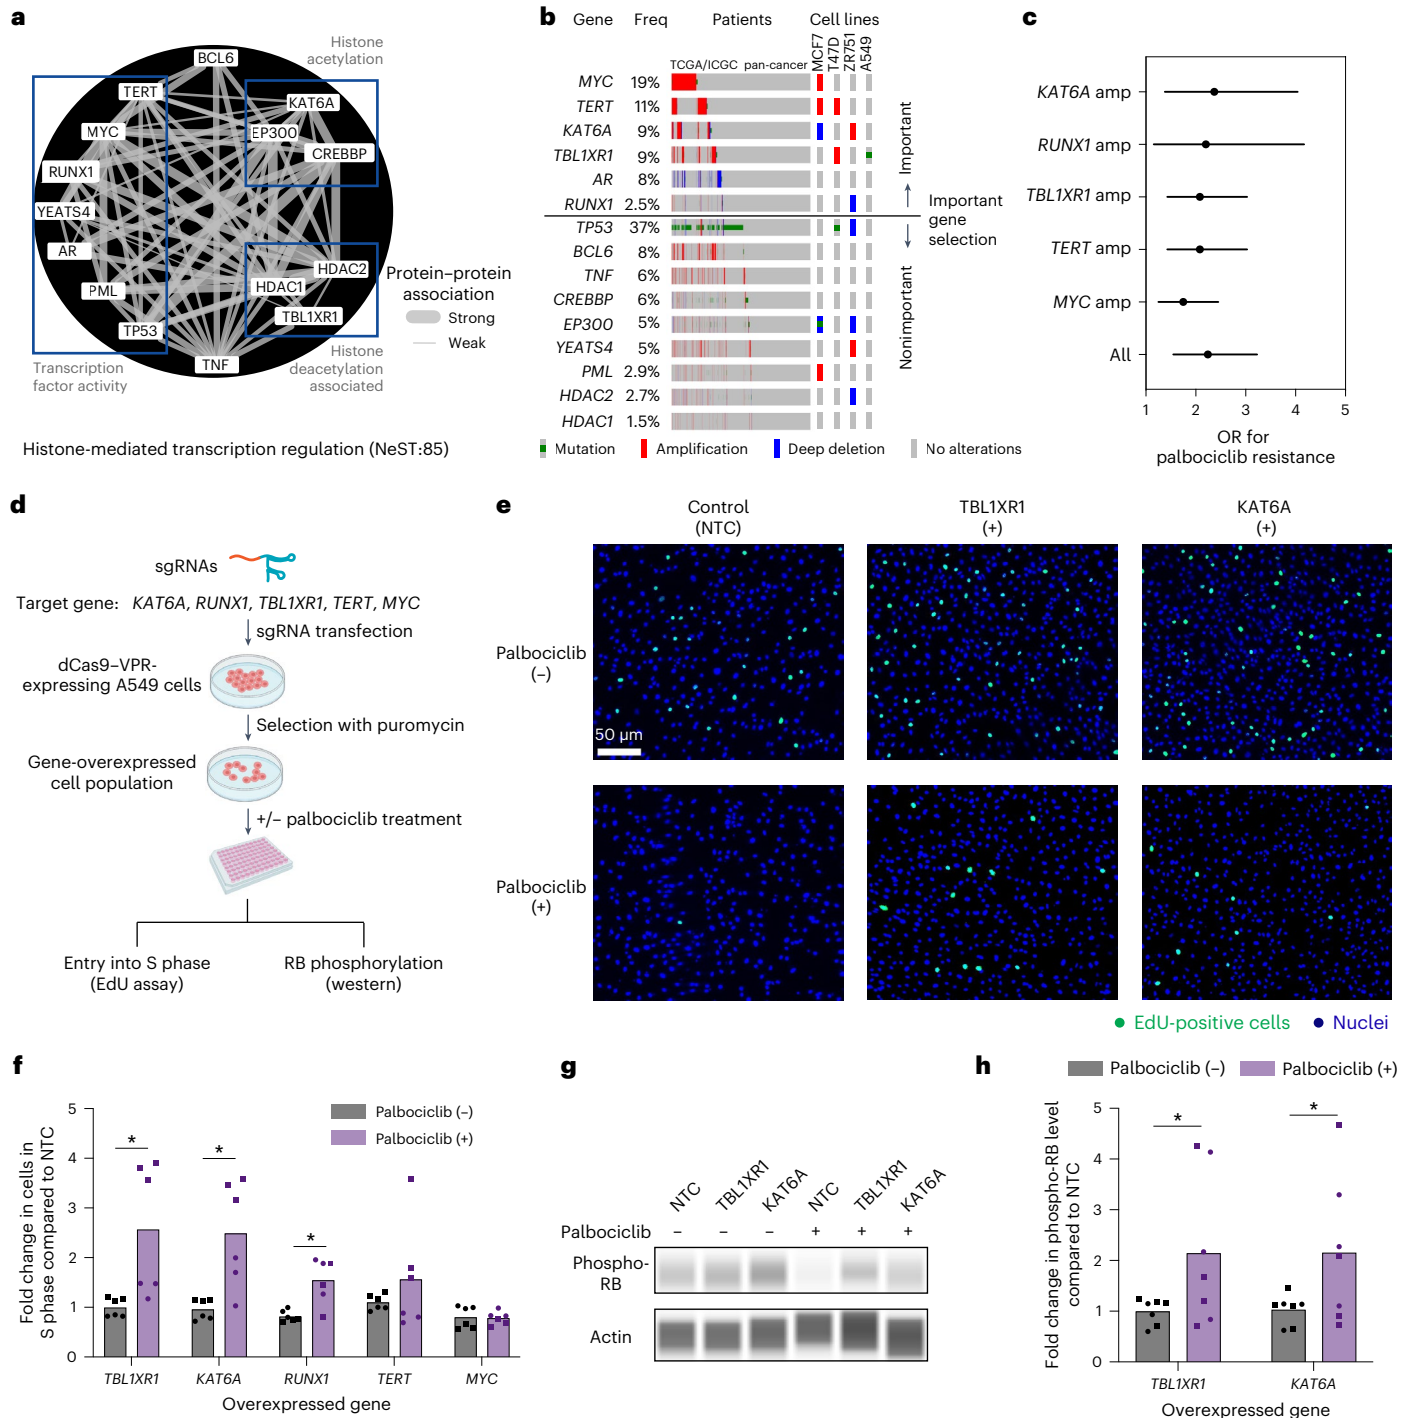 a
Histone
acetylation
BCL6
TERT
KAT6A
MYC
EP300
CREBBP
RUNX1
YEATS4
AR
HDAC2
PML
HDAC1
TBL1XR1
TP53
TNF
Protein–protein
association
Strong
Weak
Transcription
factor activity
Histone
deacetylation
associated
Histone-mediated transcription regulation (NeST:85)
b
Gene Freq Patients Cell lines
TCGA/ICGC pan-cancer
MCF7
T47D
ZR751
A549
MYC 19%
TERT 11%
KAT6A 9%
TBL1XR1 9%
AR 8%
RUNX1 2.5%
TP53 37%
BCL6 8%
TNF 6%
CREBBP 6%
EP300 5%
YEATS4 5%
PML 2.9%
HDAC2 2.7%
HDAC1 1.5%
Important
Important
gene
selection
Nonimportant
Mutation Amplification Deep deletion No alterations
c
KAT6A amp
RUNX1 amp
TBL1XR1 amp
TERT amp
MYC amp
All
1 2 3 4 5
OR for
palbociclib resistance
d
sgRNAs
Target gene: KAT6A, RUNX1, TBL1XR1, TERT, MYC
sgRNA transfection
dCas9–VPR-
expressing A549 cells
Selection with puromycin
Gene-overexpressed
cell population
+/− palbociclib treatment
Entry into S phase
(EdU assay)
RB phosphorylation
(western)
e
Control
(NTC)
TBL1XR1
(+)
KAT6A
(+)
Palbociclib
(−)
50 μm
Palbociclib
(+)
EdU-positive cells Nuclei
f
Fold change in cells in
S phase compared to NTC
5
4
3
2
1
0
Palbociclib (−)
Palbociclib (+)
* * *
TBL1XR1 KAT6A RUNX1 TERT MYC
Overexpressed gene
g
NTC TBL1XR1 KAT6A NTC TBL1XR1 KAT6A
Palbociclib − − − + + +
Phospho-
RB
Actin
h
Palbociclib (−) Palbociclib (+)
Fold change in phospho-RB level
compared to NTC
5
4
3
2
1
0
* *
TBL1XR1 KAT6A
Overexpressed gene